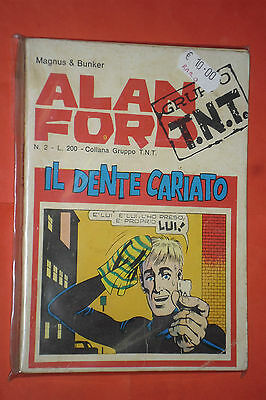 Magnus & Bunker
€ 10.00
ALAN
FORD
GRUPPO
T.N.T.
N. 2 - L. 200 - Collana Gruppo T.N.T.
IL DENTE CARIATO
E' LUI E' LUI, L'HO PRESO,
E' PROPRIO LUI!